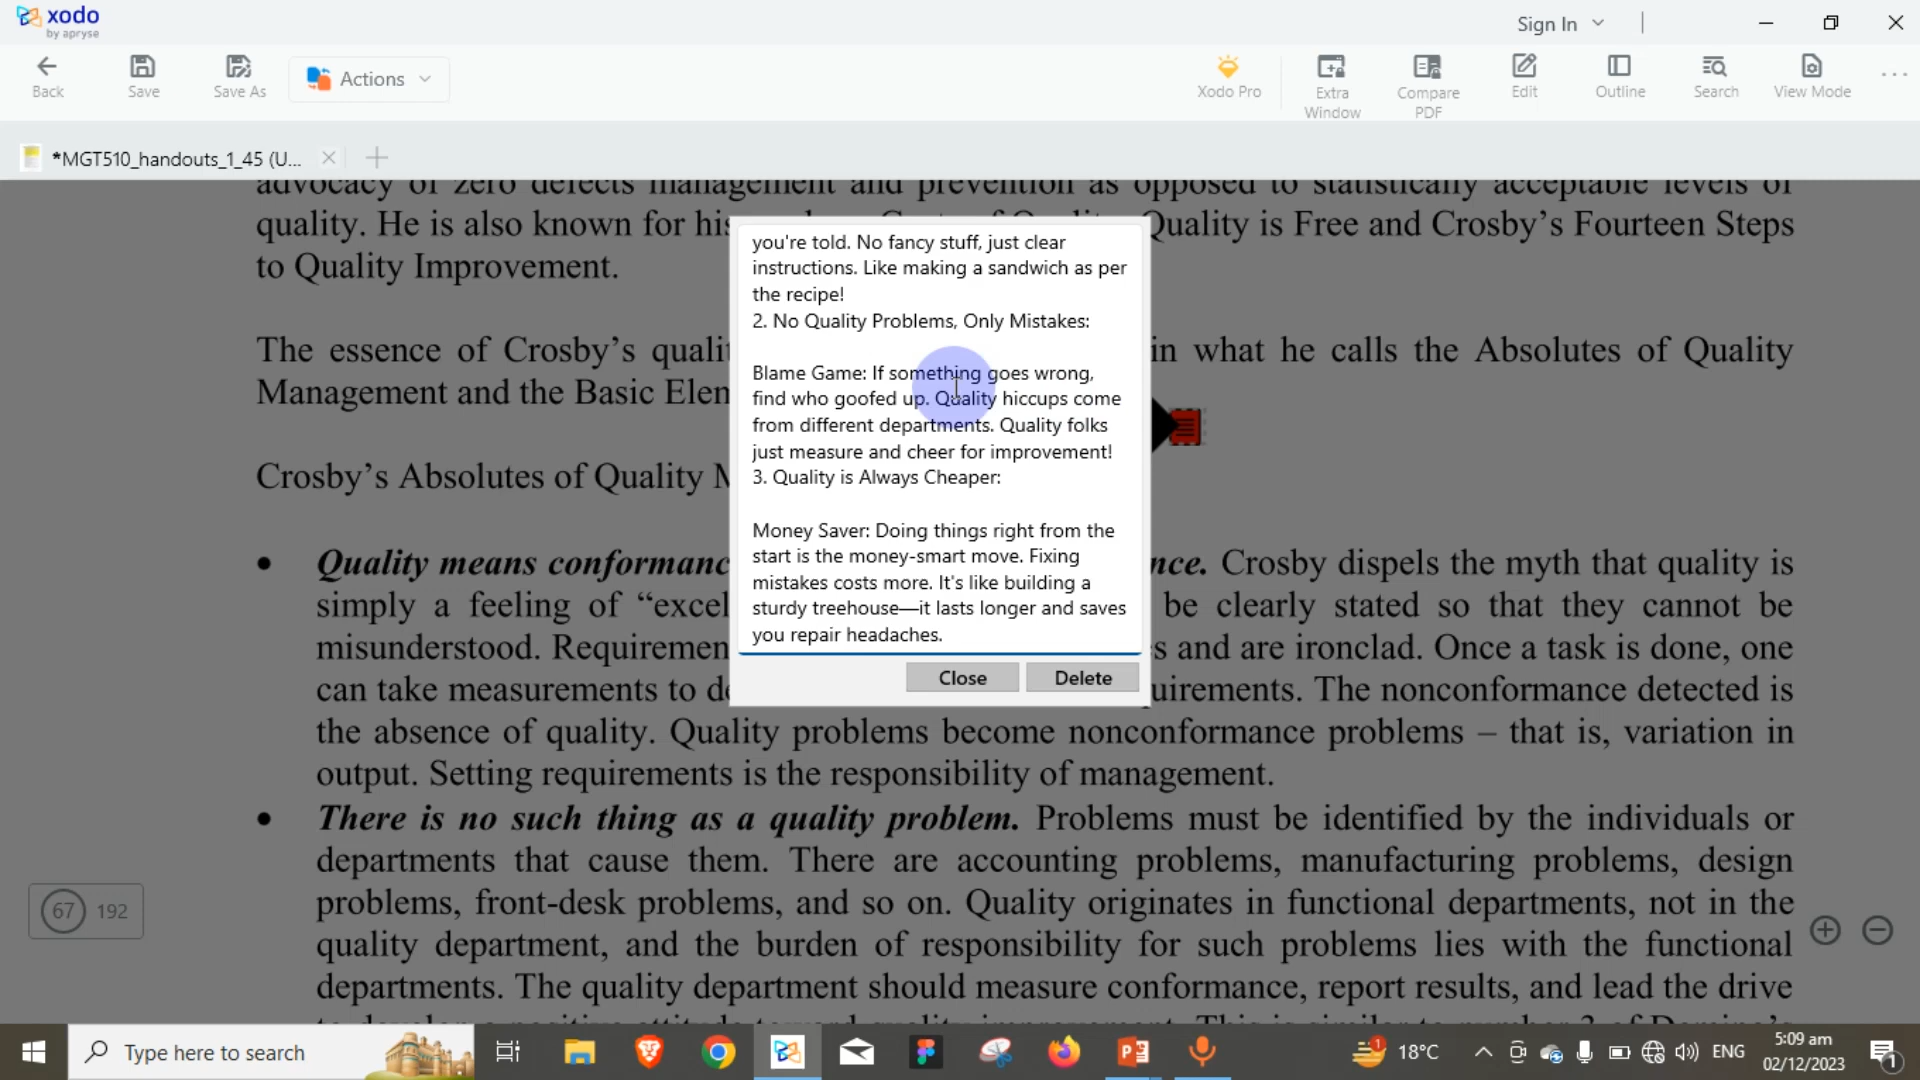 xodo
by apryse
Sign In
Back
Save
Save As
Actions
Xodo Pro
Extra
Window
Compare
PDF
Edit
Outline
Search
View Mode
*MGT510_handouts_1_45 (U...
advocacy of zero defects management and prevention as opposed to statistically acceptable levels of
quality. He is also known for his Quality is Free and Crosby's Fourteen Steps
to Quality Improvement.
The essence of Crosby's in what he calls the Absolutes of Quality
Management and the Basic
Crosby's Absolutes of Quality
• Quality means Crosby dispels the myth that quality is
simply a feeling of be clearly stated so that they cannot be
misunderstood. and are ironclad. Once a task is done, one
can take measurements to The nonconformance detected is
the absence of quality. Quality problems become nonconformance problems – that is, variation in
output. Setting requirements is the responsibility of management.
• There is no such thing as a quality problem. Problems must be identified by the individuals or
departments that cause them. There are accounting problems, manufacturing problems, design
problems, front-desk problems, and so on. Quality originates in functional departments, not in the
quality department, and the burden of responsibility for such problems lies with the functional
departments. The quality department should measure conformance, report results, and lead the drive
you're told. No fancy stuff, just clear
instructions. Like making a sandwich as per
the recipe!
2. No Quality Problems, Only Mistakes:
Blame Game: If something goes wrong,
find who goofed up. Quality hiccups come
from different departments. Quality folks
just measure and cheer for improvement!
3. Quality is Always Cheaper:
Money Saver: Doing things right from the
start is the money-smart move. Fixing
mistakes costs more. It's like building a
sturdy treehouse—it lasts longer and saves
you repair headaches.
Close
Delete
67 192
Type here to search
18°C
ENG
5:09 am
02/12/2023